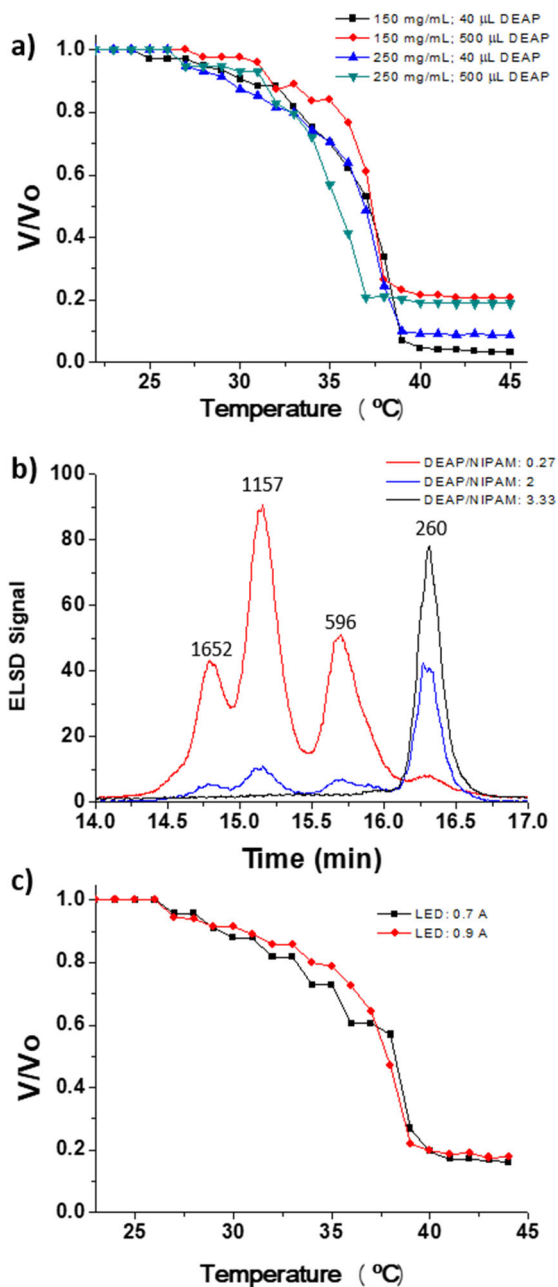 a)
150 mg/mL; 40 µL DEAP
150 mg/mL; 500 µL DEAP
250 mg/mL; 40 µL DEAP
250 mg/mL; 500 µL DEAP
1.0
0.8
0.6
0.4
0.2
0.0
V/Vo
25 30 35 40 45
Temperature (ºC)
b)
DEAP/NIPAM: 0.27
DEAP/NIPAM: 2
DEAP/NIPAM: 3.33
100
80
60
40
20
0
ELSD Signal
1652
1157
596
260
14.0 14.5 15.0 15.5 16.0 16.5 17.0
Time (min)
c)
LED: 0.7 A
LED: 0.9 A
1.0
0.8
0.6
0.4
0.2
0.0
V/Vo
25 30 35 40 45
Temperature (ºC)